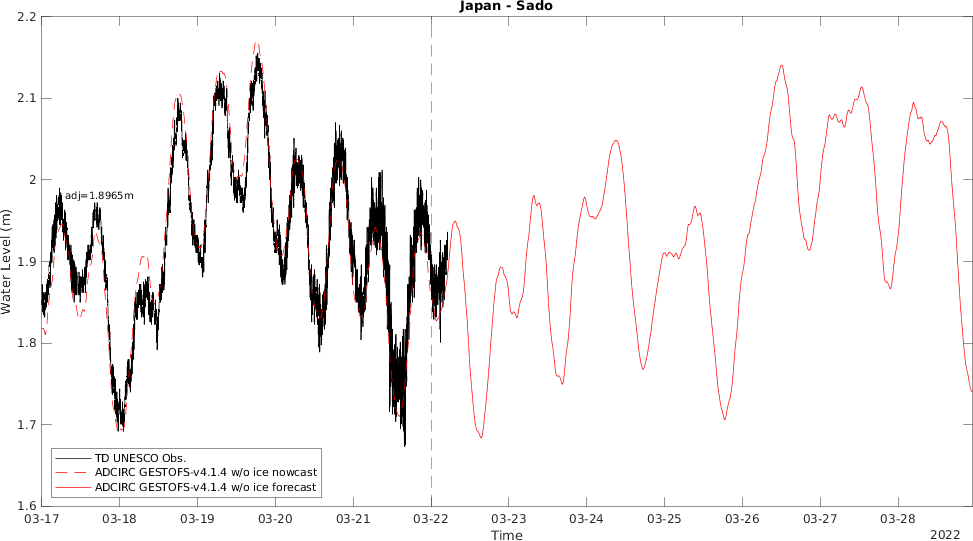 Japan - Sado
2.2
2.1
2
1.9
1.8
1.7
1.6
Water Level (m)
adj=1.8965m
TD UNESCO Obs.
ADCIRC GESTOFS-v4.1.4 w/o ice nowcast
ADCIRC GESTOFS-v4.1.4 w/o ice forecast
03-17 03-18 03-19 03-20 03-21 03-22 03-23 03-24 03-25 03-26 03-27 03-28
Time
2022